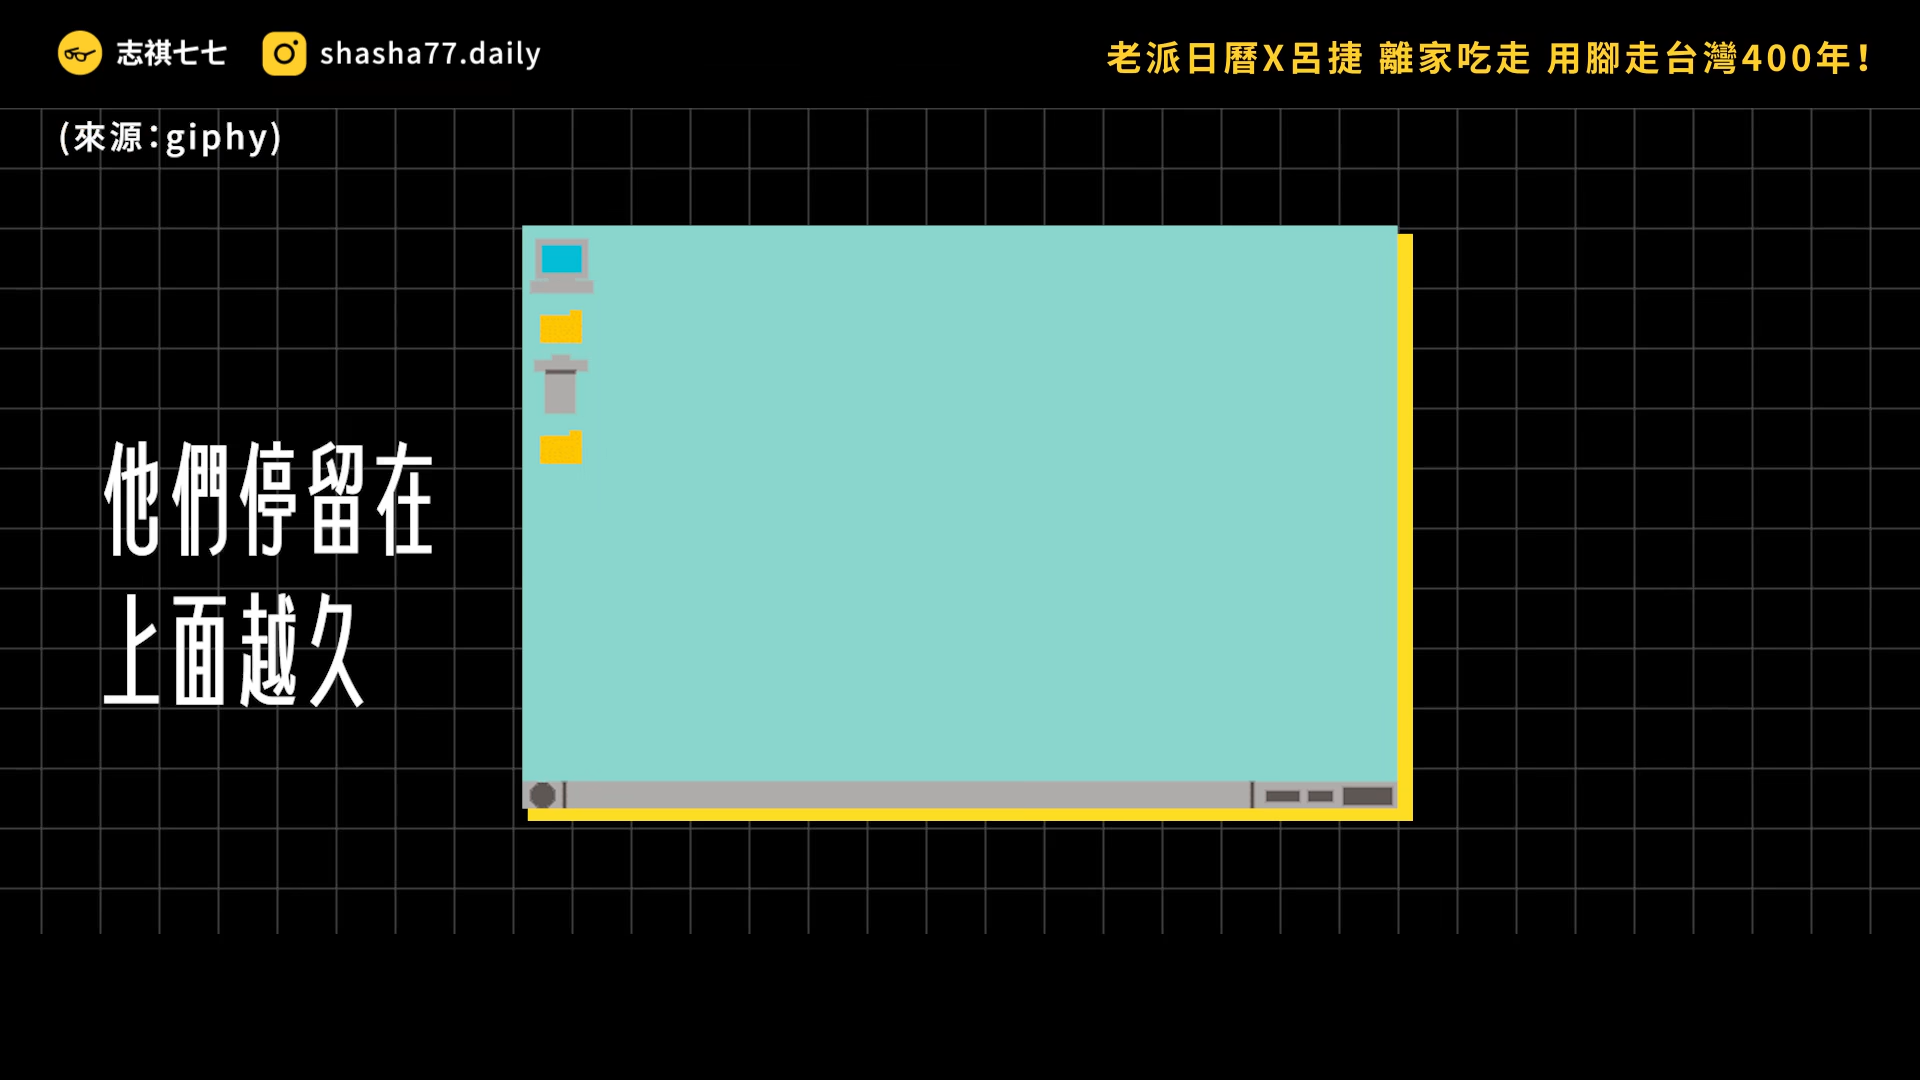 志祺七七 shasha77.daily
老派日曆X呂捷 離家吃走 用腳走台灣400年!
(來源:giphy)
他們停留在
上面越久